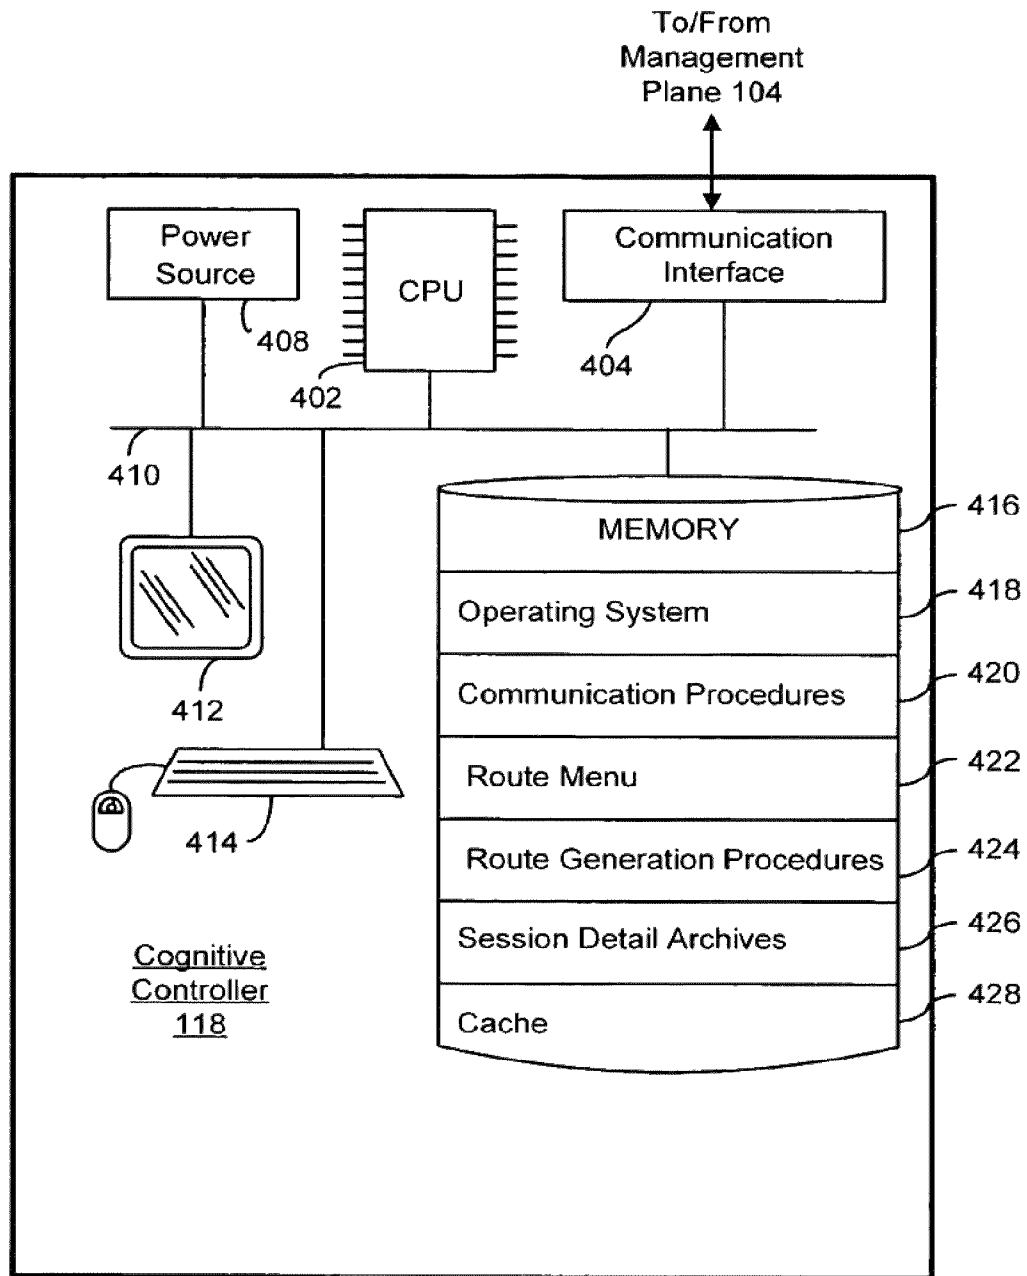 To/From
Management
Plane 104
Power
Source
408
CPU
402
Communication
Interface
404
410
412
414
MEMORY
416
Operating System
418
Communication Procedures
420
Route Menu
422
Route Generation Procedures
424
Session Detail Archives
426
Cache
428
Cognitive
Controller
118